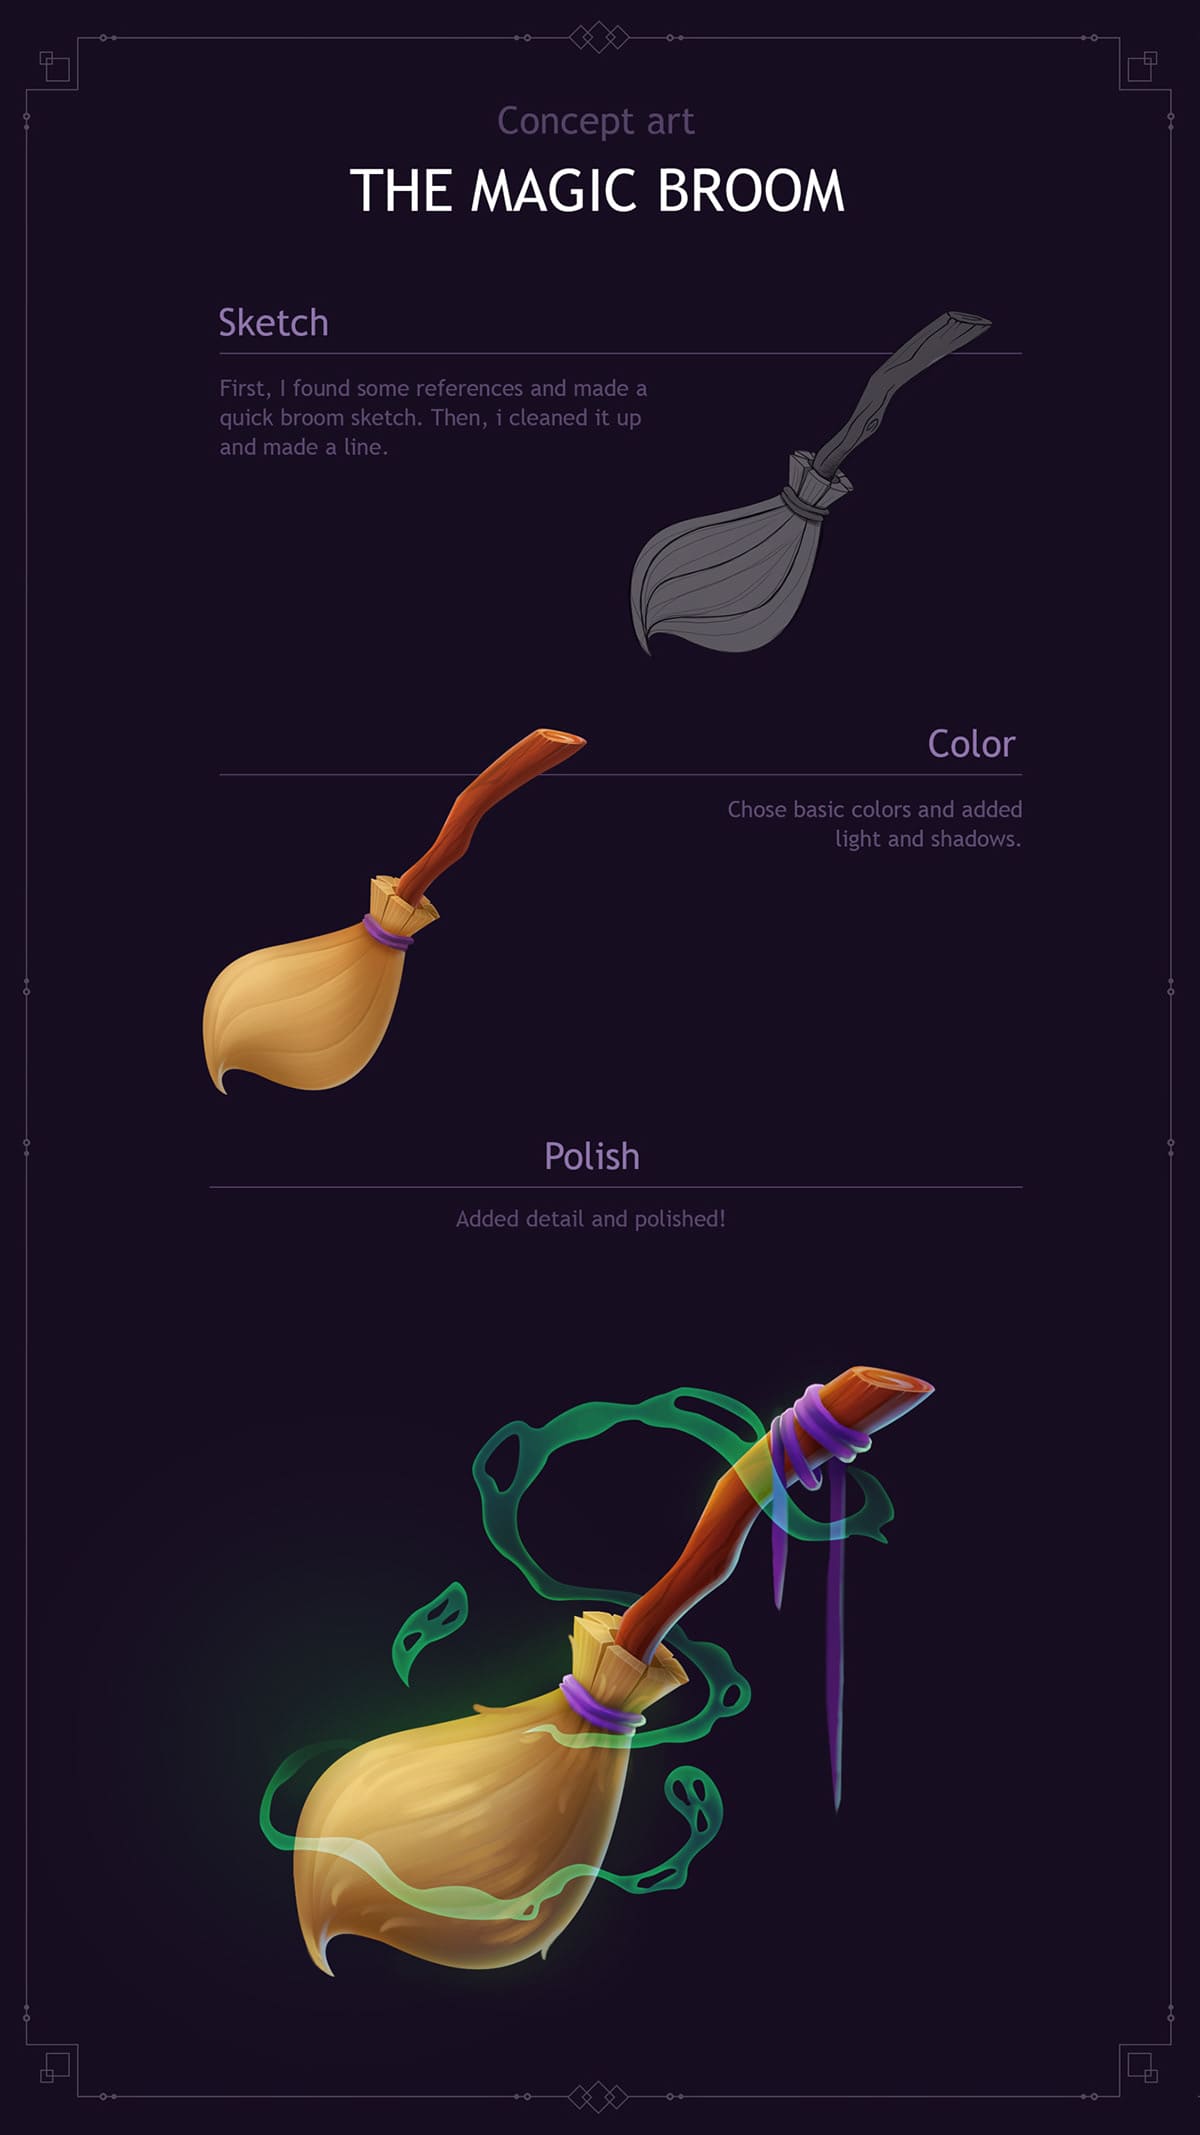 Concept art
THE MAGIC BROOM
Sketch
First, I found some references and made a
quick broom sketch. Then, i cleaned it up
and made a line.
Color
Chose basic colors and added
light and shadows.
Polish
Added detail and polished!